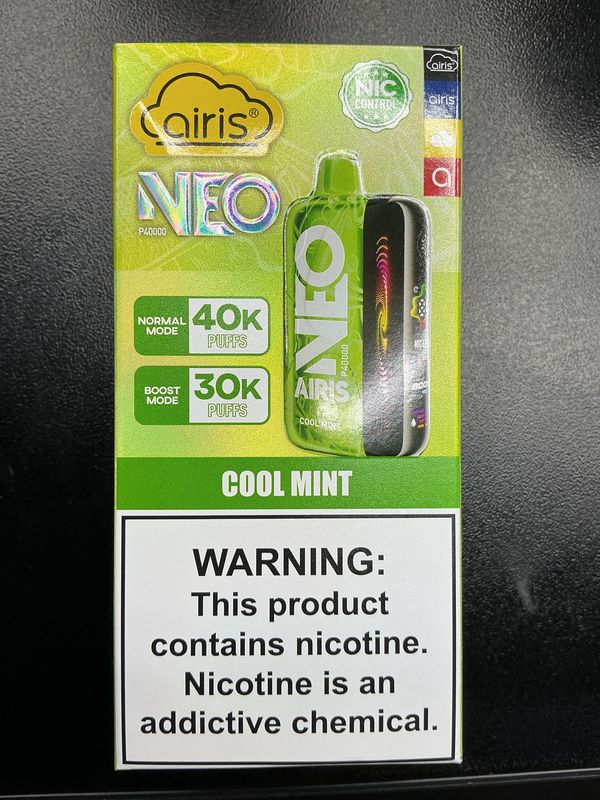 airis®
NIC
CONTROL
airis
airis
a
NEO
P40000
NORMAL
MODE
40K
PUFFS
BOOST
MODE
30K
PUFFS
NEO
P40000
AIRIS
COOL MINT
COOL MINT
WARNING:
This product
contains nicotine.
Nicotine is an
addictive chemical.